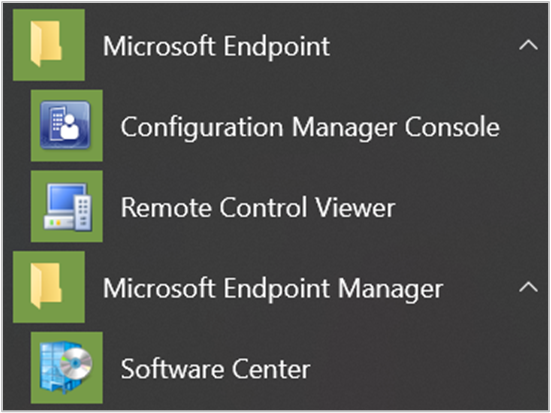 Microsoft Endpoint
Configuration Manager Console
Remote Control Viewer
Microsoft Endpoint Manager
Software Center